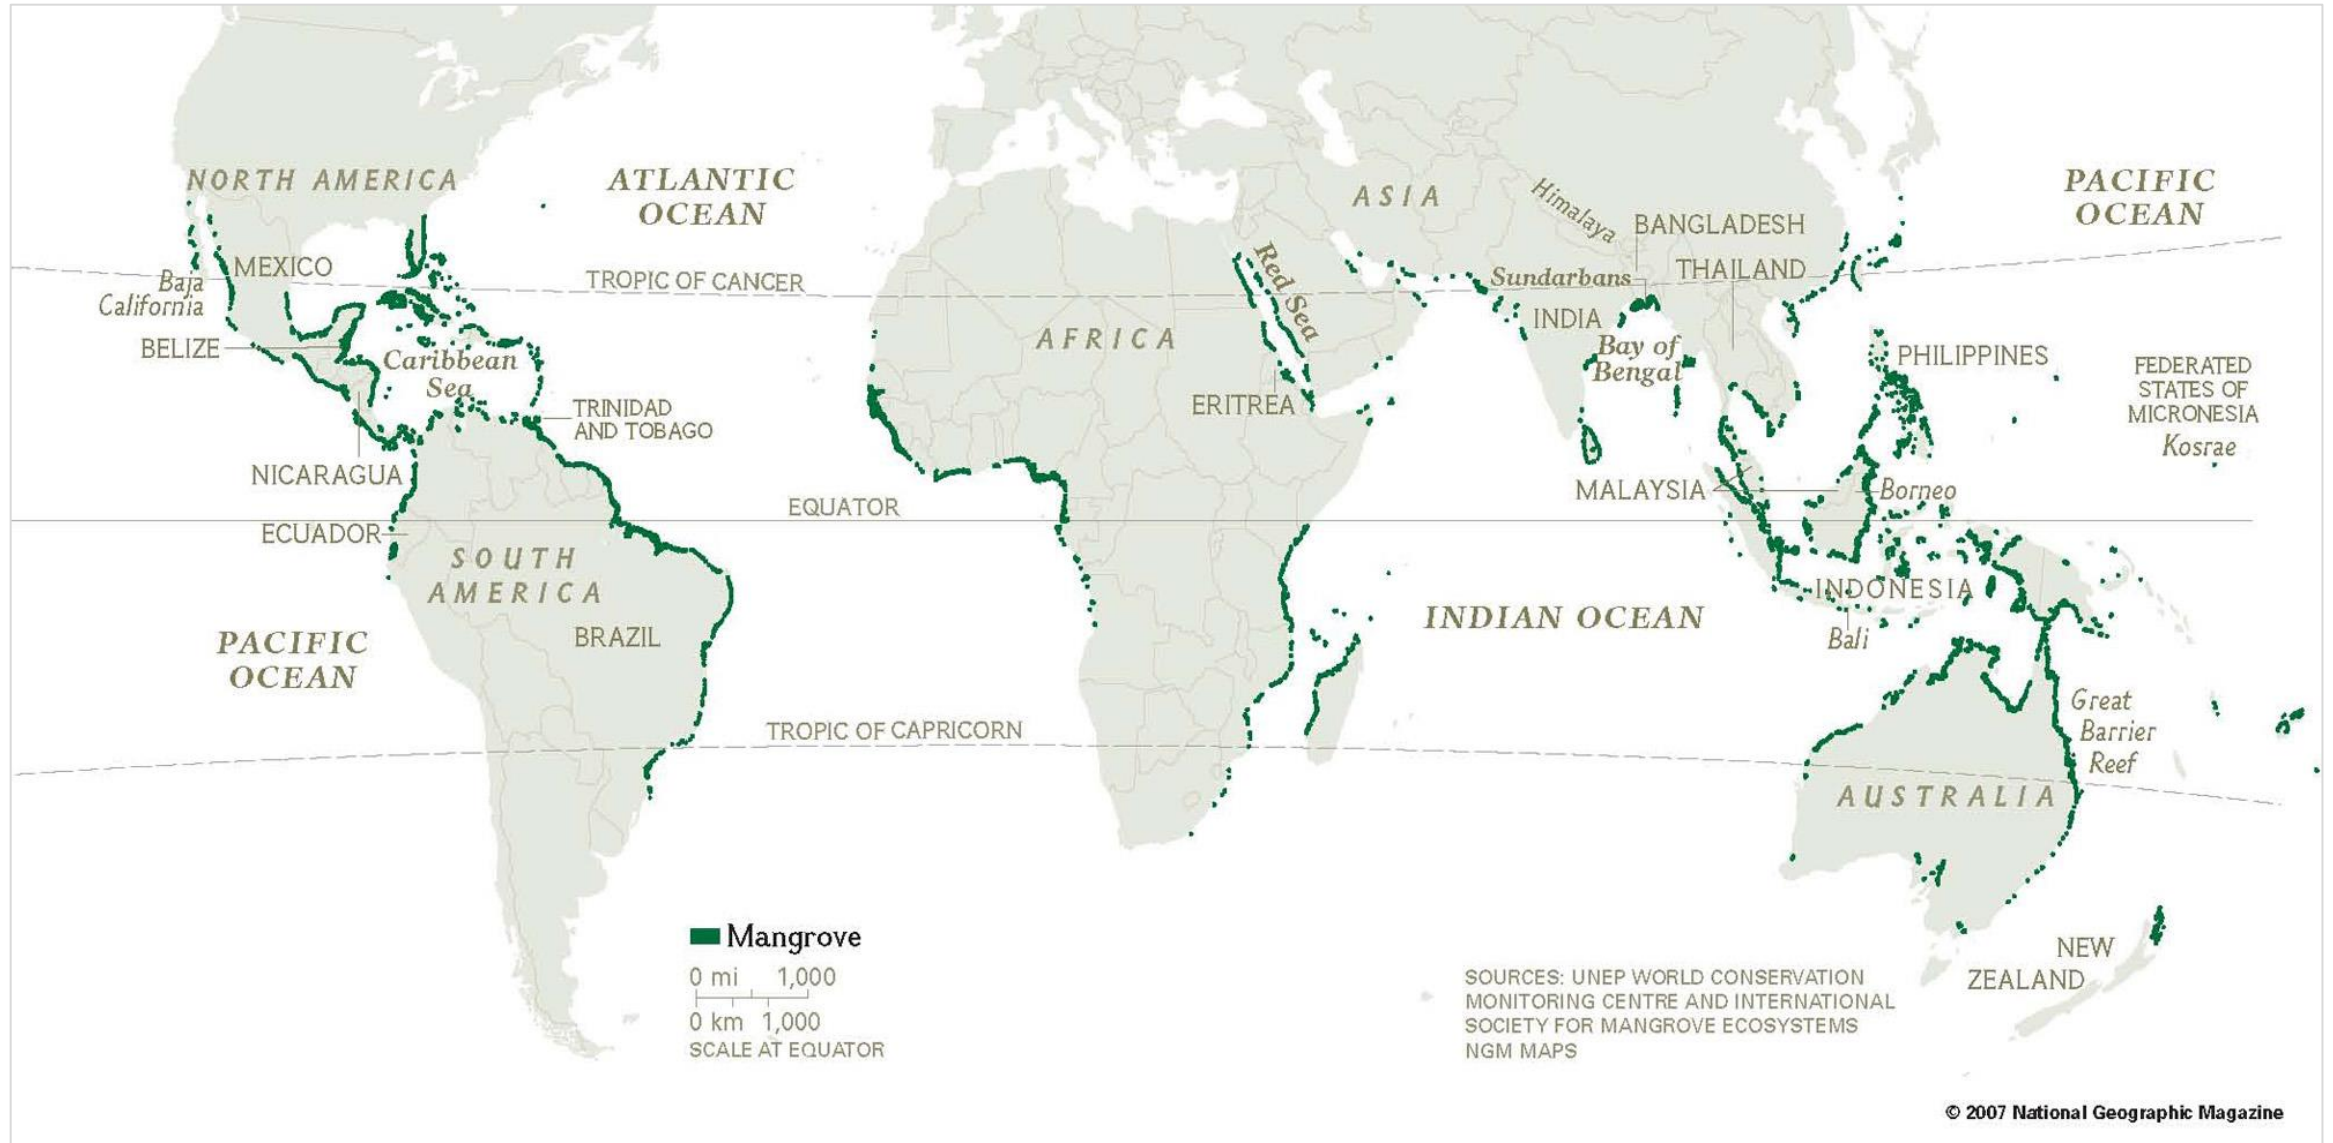 NORTH AMERICA
ATLANTIC
OCEAN
ASIA
Himalaya
BANGLADESH
PACIFIC
OCEAN
MEXICO
Baja
California
TROPIC OF CANCER
Red Sea
Sundarbans
THAILAND
INDIA
BELIZE
Caribbean
Sea
AFRICA
Bay of
Bengal
PHILIPPINES
FEDERATED
STATES OF
MICRONESIA
Kosrae
TRINIDAD
AND TOBAGO
ERITREA
NICARAGUA
MALAYSIA
Borneo
EQUATOR
ECUADOR
SOUTH
AMERICA
INDONESIA
BRAZIL
INDIAN OCEAN
Bali
PACIFIC
OCEAN
Great
Barrier
Reef
TROPIC OF CAPRICORN
AUSTRALIA
Mangrove
0 mi 1,000
0 km 1,000
SCALE AT EQUATOR
NEW
ZEALAND
SOURCES: UNEP WORLD CONSERVATION
MONITORING CENTRE AND INTERNATIONAL
SOCIETY FOR MANGROVE ECOSYSTEMS
NGM MAPS
© 2007 National Geographic Magazine